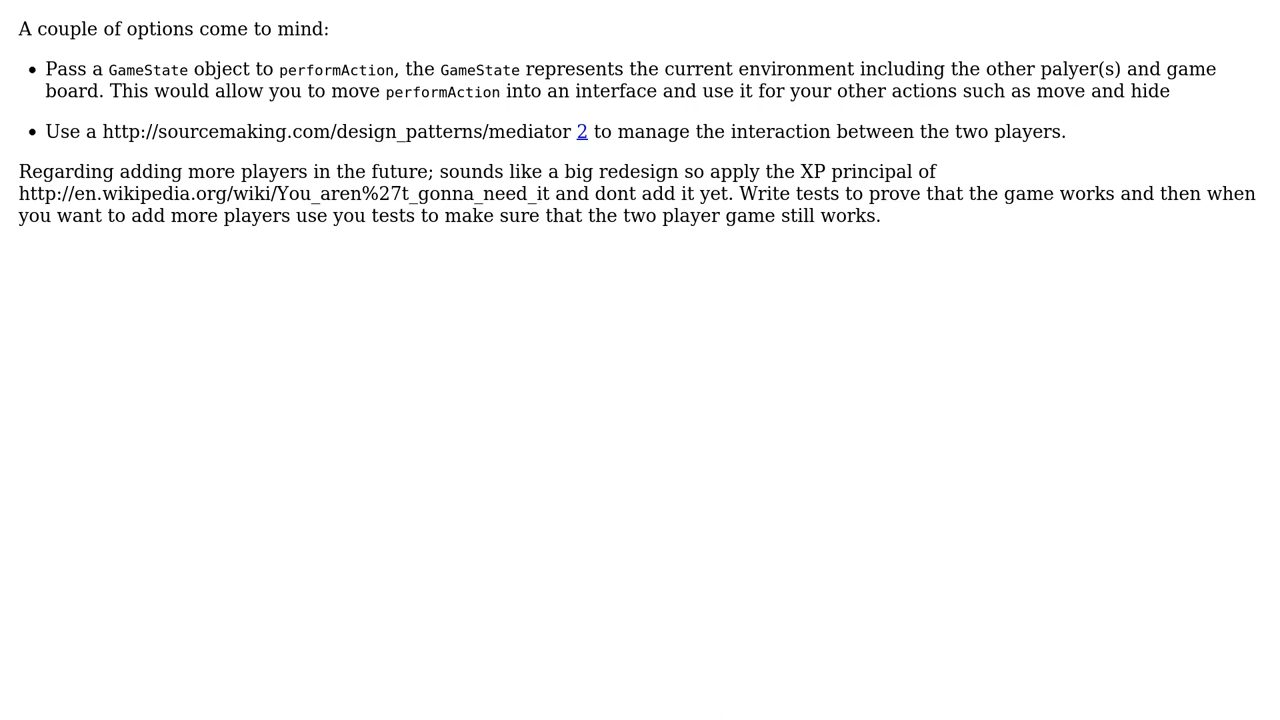 A couple of options come to mind:
• Pass a GameState object to performAction, the GameState represents the current environment including the other palyer(s) and game
board. This would allow you to move performAction into an interface and use it for your other actions such as move and hide
• Use a http://sourcemaking.com/design_patterns/mediator 2 to manage the interaction between the two players.
Regarding adding more players in the future; sounds like a big redesign so apply the XP principal of
http://en.wikipedia.org/wiki/You_aren%27t_gonna_need_it and dont add it yet. Write tests to prove that the game works and then when
you want to add more players use you tests to make sure that the two player game still works.